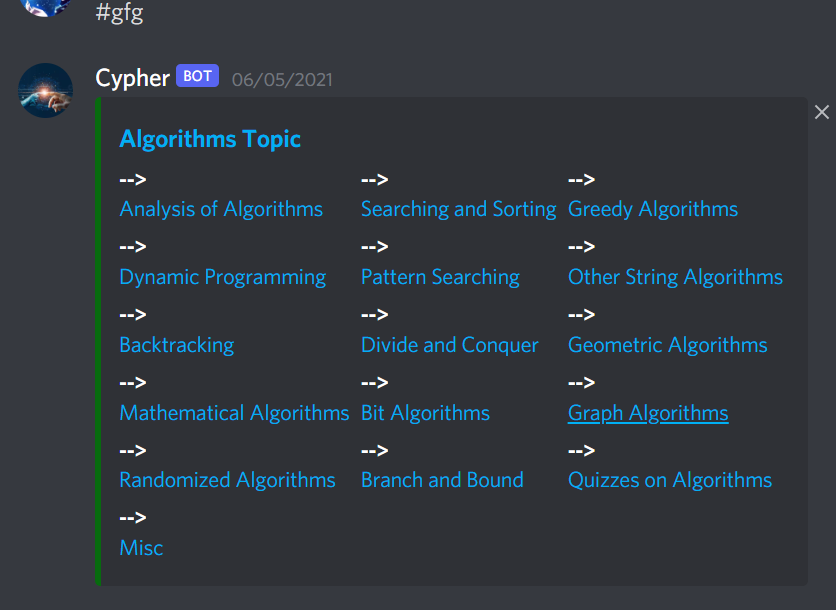 #gfg
Cypher BOT 06/05/2021
Algorithms Topic
--> --> -->
Analysis of Algorithms Searching and Sorting Greedy Algorithms
--> --> -->
Dynamic Programming Pattern Searching Other String Algorithms
--> --> -->
Backtracking Divide and Conquer Geometric Algorithms
--> --> -->
Mathematical Algorithms Bit Algorithms Graph Algorithms
--> --> -->
Randomized Algorithms Branch and Bound Quizzes on Algorithms
-->
Misc